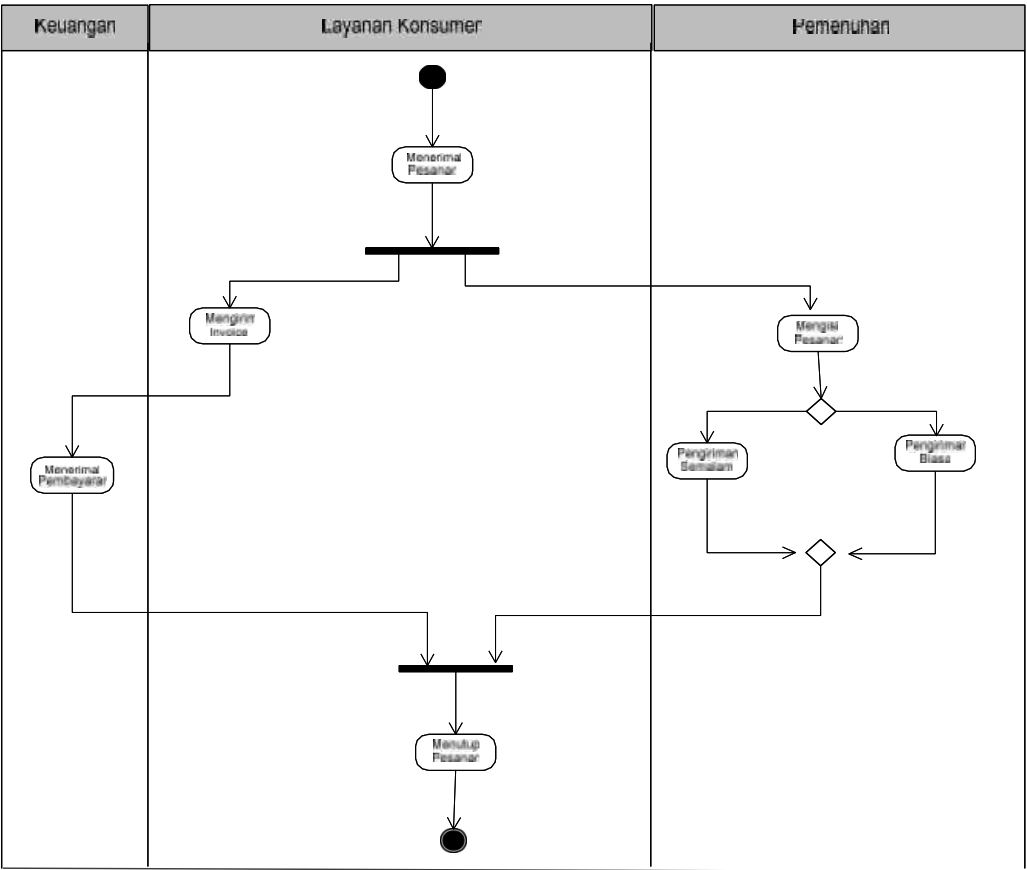 Keuangan
Layanan Konsumer
Pemenuhan
Menerima
Pesanan
Mengirim
Invoice
Mengisi
Pesanan
Pengiriman
Semalam
Pengiriman
Biasa
Menerima
Pembayaran
Menutup
Pesanan